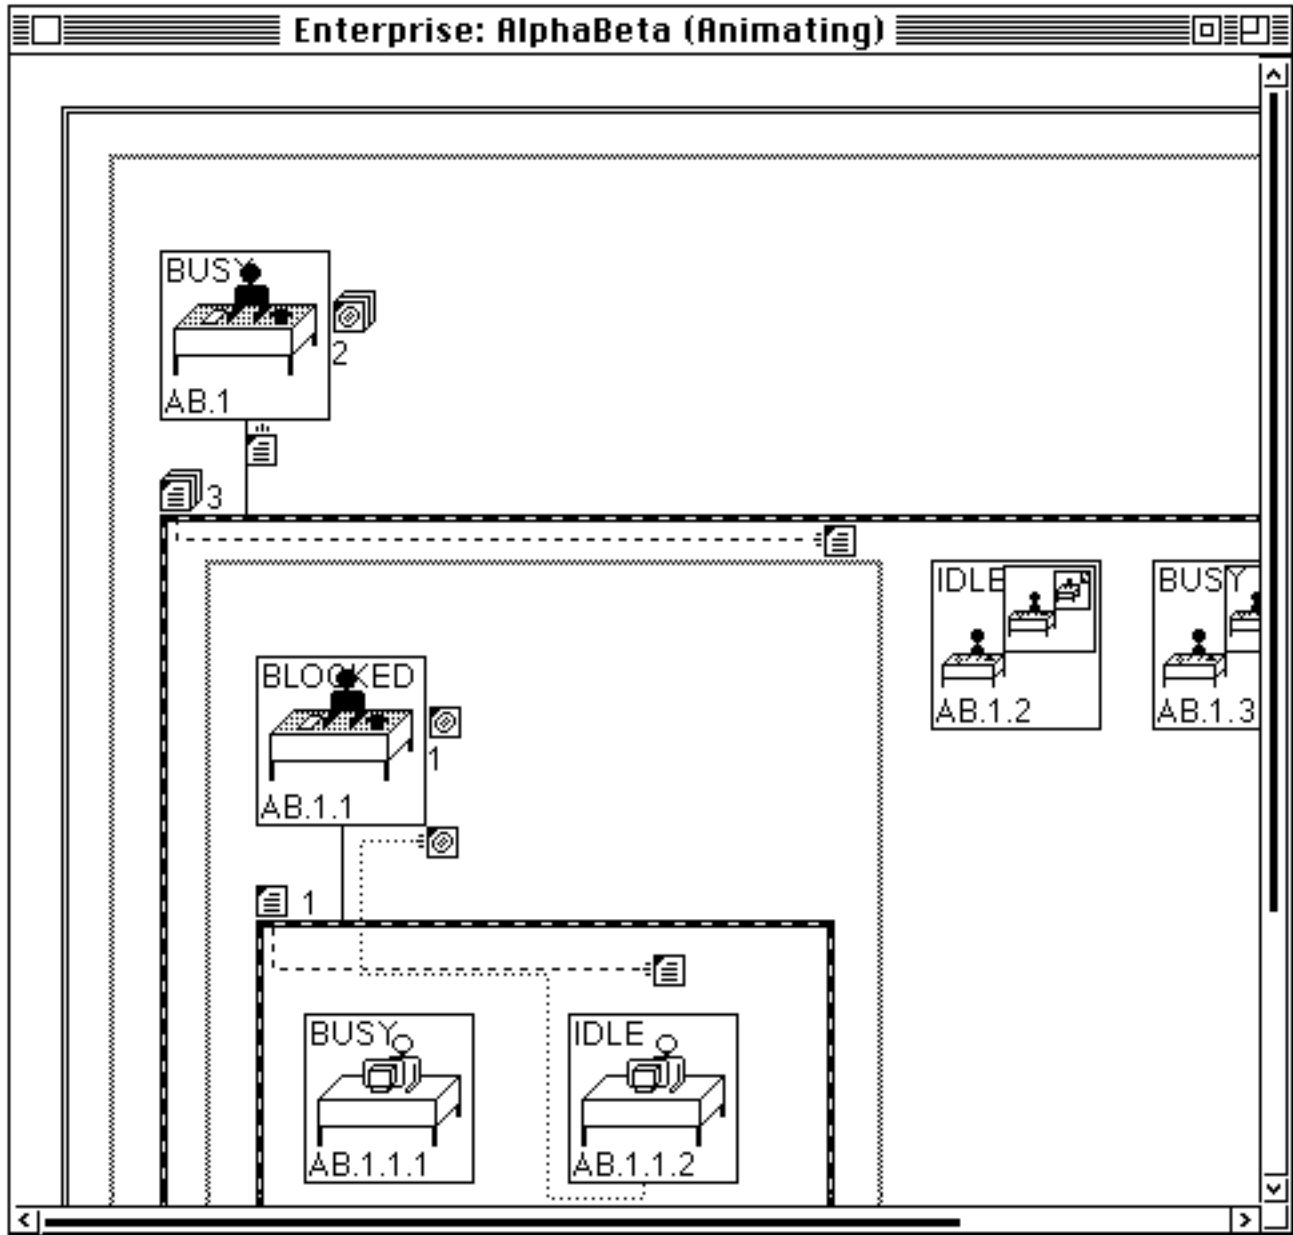 Enterprise: AlphaBeta (Animating)
BUSY
2
AB.1
3
IDLE
BUSY
AB.1.2
AB.1.3
BLOCKED
1
AB.1.1
1
BUSY
IDLE
AB.1.1.1
AB.1.1.2